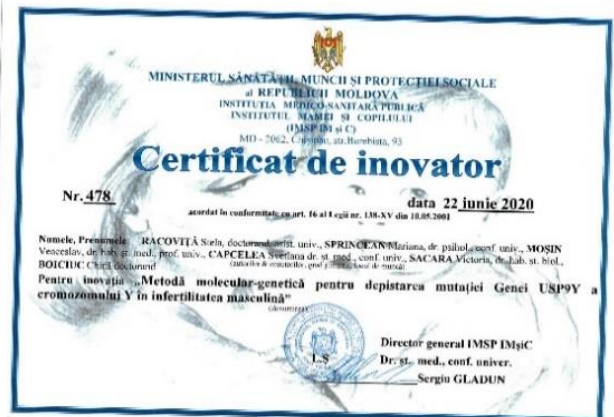 MINISTERUL SĂNĂTĂȚII, MUNCII ȘI PROTECȚIEI SOCIALE
al REPUBLICII MOLDOVA
INSTITUȚIA MEDICO-SANITARĂ PUBLICĂ
INSTITUTUL MAMEI ȘI COPILULUI
(IMSP IM și C)
MD - 2062, Chișinău, str. Burebista, 93
Certificat de inovator
Nr. 478 data 22 iunie 2020
acordat în conformitate cu art. 16 al Legii nr. 138-XV din 10.05.2001
Numele, Prenumele RACOVIȚĂ Stela, doctorand, asist. univ., SPRINCEAN Mariana, dr. psihol., conf. univ., MOȘIN
Veaceslav, dr. hab. șt. med., prof. univ., CAPCELEA Svetlana dr. șt. med., conf. univ., SACARA Victoria, dr. hab. șt. biol.,
BOICIUC Chiril doctorand
Pentru inovația „Metodă molecular-genetică pentru depistarea mutației Genei USP9Y a
cromozomului Y în infertilitatea masculină”
(denumirea)
Director general IMSP IMșiC
L.Ș Dr. șt. med., conf. univer.
Sergiu GLADUN